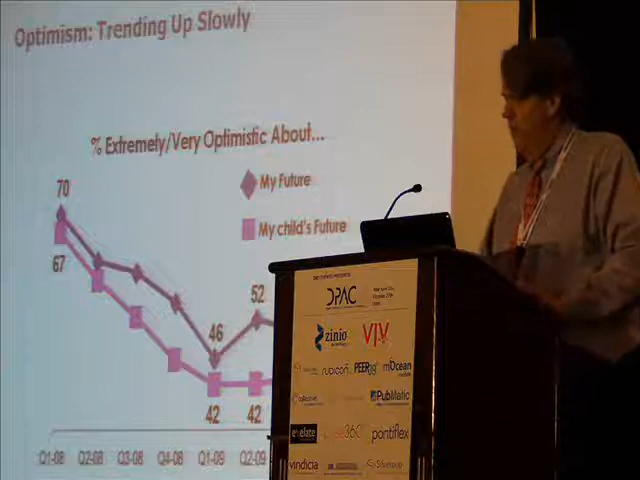 Optimism: Trending Up Slowly
% Extremely/Very Optimistic About...
70
My Future
My child's Future
67
52
46
42 42
Q1-08 Q2-08 Q3-08 Q4-08 Q1-09 Q2-09
DPAC
zinio VIV
rubicon PEER mOcean
PubMatic
exelate 360 pontiflex
vindicia